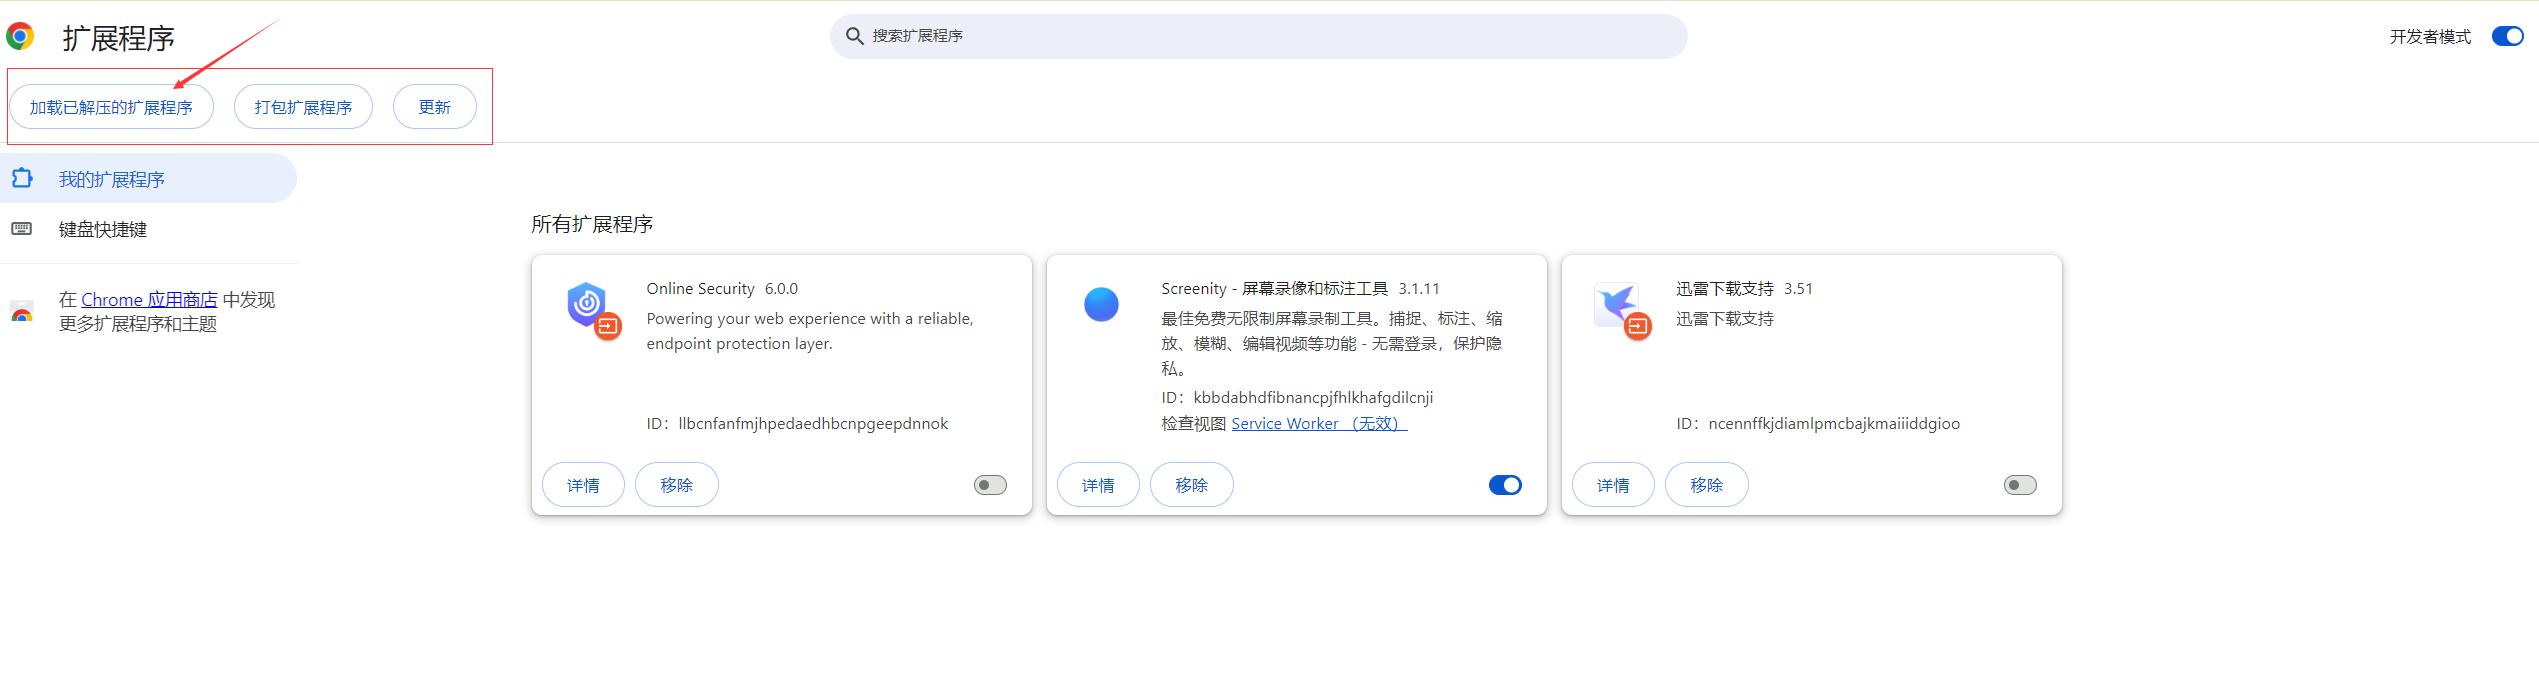 扩展程序
搜索扩展程序
开发者模式
加载已解压的扩展程序
打包扩展程序
更新
我的扩展程序
键盘快捷键
在 Chrome 应用商店 中发现
更多扩展程序和主题
所有扩展程序
Online Security 6.0.0
Powering your web experience with a reliable,
endpoint protection layer.
ID：llbcnfanfmjhpedaedhbcnpgeepdnnok
详情
移除
Screenity - 屏幕录像和标注工具 3.1.11
最佳免费无限制屏幕录制工具。捕捉、标注、缩
放、模糊、编辑视频等功能 - 无需登录，保护隐
私。
ID：kbbdabhdfibnancpjfhlkhafgdilcnji
检查视图 Service Worker （无效）
详情
移除
迅雷下载支持 3.51
迅雷下载支持
ID：ncennffkjdiamlpmcbajkmaiiiddgioo
详情
移除